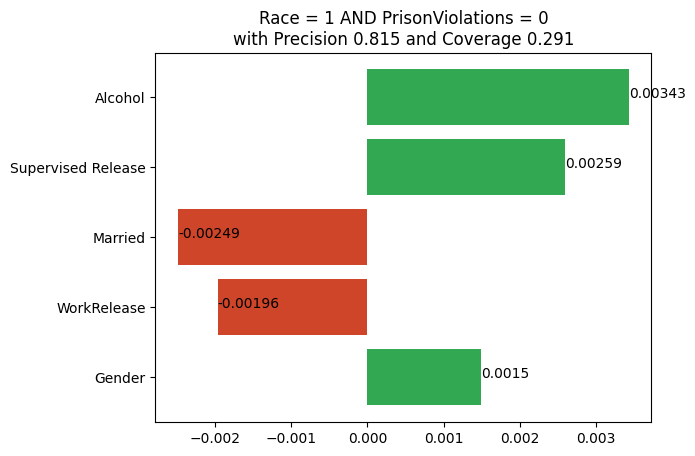 Race = 1 AND PrisonViolations = 0
with Precision 0.815 and Coverage 0.291
Alcohol
0.00343
Supervised Release
0.00259
Married
-0.00249
WorkRelease
-0.00196
Gender
0.0015
−0.002
−0.001
0.000
0.001
0.002
0.003